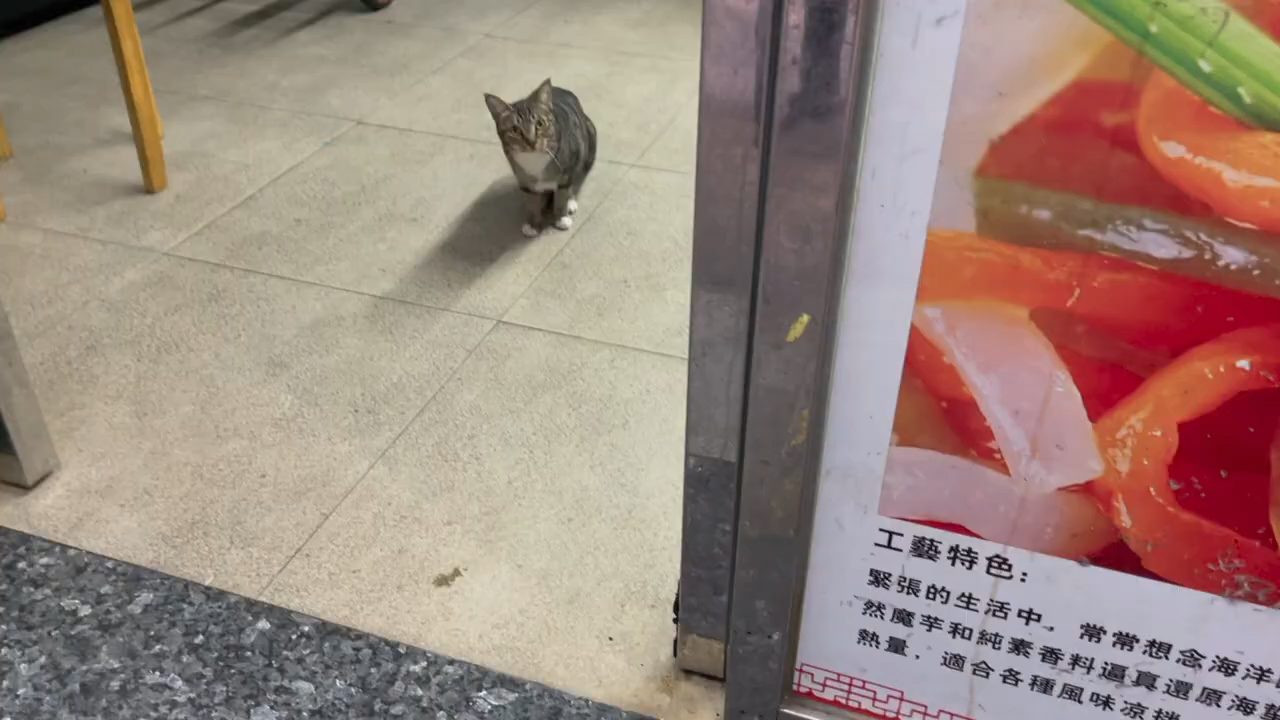 工藝特色:
緊張的生活中。常常想念海洋
然魔芋和純素香料逼真還原海
熱量，適合各種風味涼